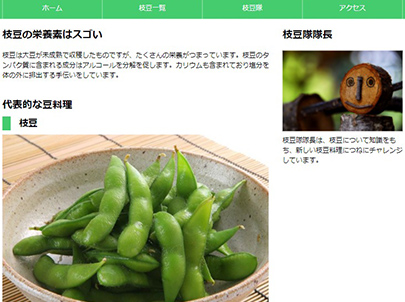 ホーム 枝豆一覧 枝豆隊 アクセス
枝豆の栄養素はスゴい
枝豆は大豆が未成熟で収穫したものですが、たくさんの栄養がつまっています。枝豆のタ
ンパク質に含まれる成分はアルコールを分解を促します。カリウムも含まれており塩分を
体の外に排出する手伝いをしています。
代表的な豆料理
枝豆
枝豆隊隊長
枝豆隊隊長は、枝豆について知識をも
ち、新しい枝豆料理につねにチャレンジ
しています。